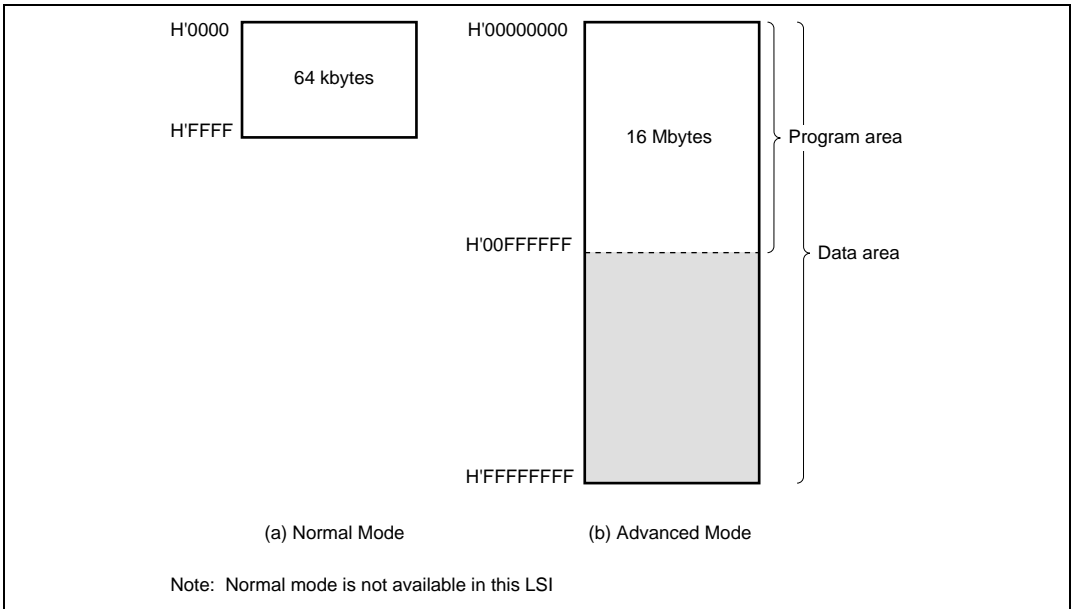 H'0000
64 kbytes
H'FFFF
(a) Normal Mode
H'00000000
16 Mbytes
Program area
H'00FFFFFF
Data area
H'FFFFFFFF
(b) Advanced Mode
Note: Normal mode is not available in this LSI